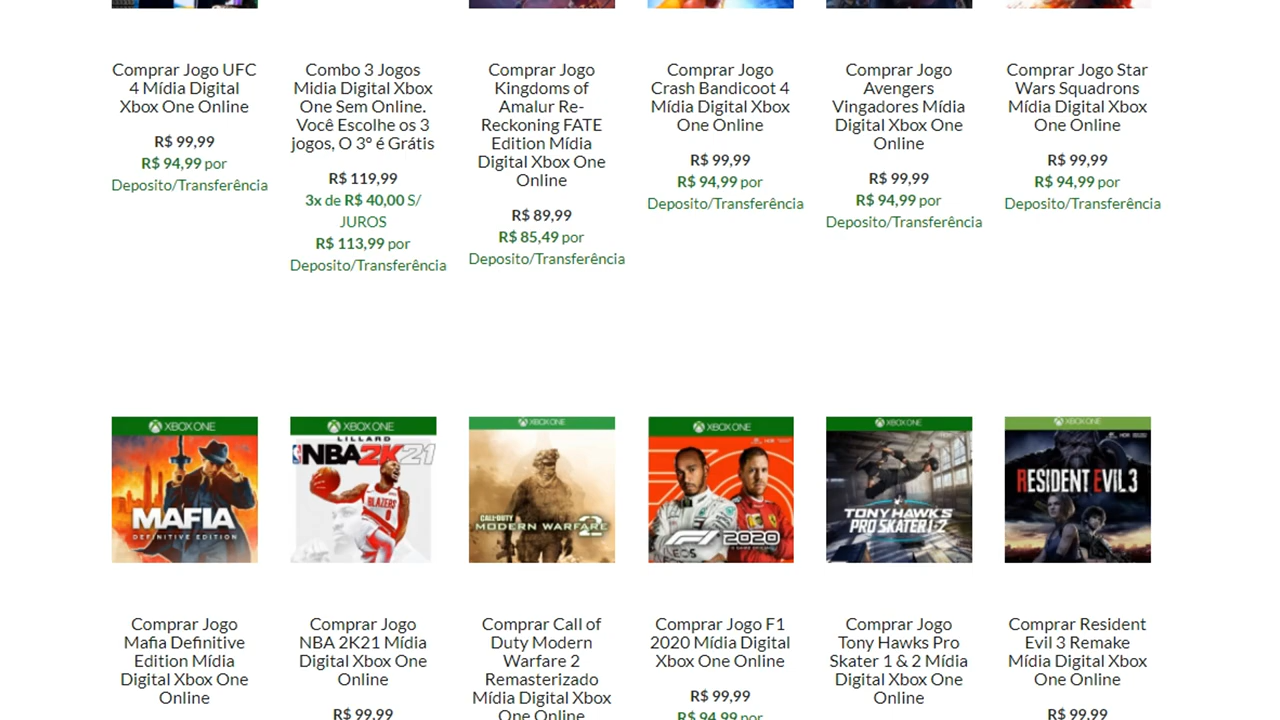 Comprar Jogo UFC
4 Mídia Digital
Xbox One Online
R$ 99,99
R$ 94,99 por
Deposito/Transferência
Combo 3 Jogos
Midia Digital Xbox
One Sem Online.
Você Escolhe os 3
jogos, O 3º é Grátis
R$ 119,99
3x de R$ 40,00 S/
JUROS
R$ 113,99 por
Deposito/Transferência
Comprar Jogo
Kingdoms of
Amalur Re-
Reckoning FATE
Edition Mídia
Digital Xbox One
Online
R$ 89,99
R$ 85,49 por
Deposito/Transferência
Comprar Jogo
Crash Bandicoot 4
Mídia Digital Xbox
One Online
R$ 99,99
R$ 94,99 por
Deposito/Transferência
Comprar Jogo
Avengers
Vingadores Mídia
Digital Xbox One
Online
R$ 99,99
R$ 94,99 por
Deposito/Transferência
Comprar Jogo Star
Wars Squadrons
Mídia Digital Xbox
One Online
R$ 99,99
R$ 94,99 por
Deposito/Transferência
XBOX ONE
MAFIA
DEFINITIVE EDITION
Comprar Jogo
Mafia Definitive
Edition Mídia
Digital Xbox One
Online
XBOX ONE
LILLARD
NBA 2K21
BLAZERS
Comprar Jogo
NBA 2K21 Mídia
Digital Xbox One
Online
R$ 99,99
XBOX ONE
CALL OF DUTY
MODERN WARFARE
2
Comprar Call of
Duty Modern
Warfare 2
Remasterizado
Mídia Digital Xbox
One Online
XBOX ONE
F1 2020
Comprar Jogo F1
2020 Mídia Digital
Xbox One Online
R$ 99,99
R$ 94,99 por
XBOX ONE
TONY HAWK'S
PRO SKATER 1+2
Comprar Jogo
Tony Hawks Pro
Skater 1 & 2 Mídia
Digital Xbox One
Online
XBOX ONE
RESIDENT EVIL 3
Comprar Resident
Evil 3 Remake
Mídia Digital Xbox
One Online
R$ 99,99